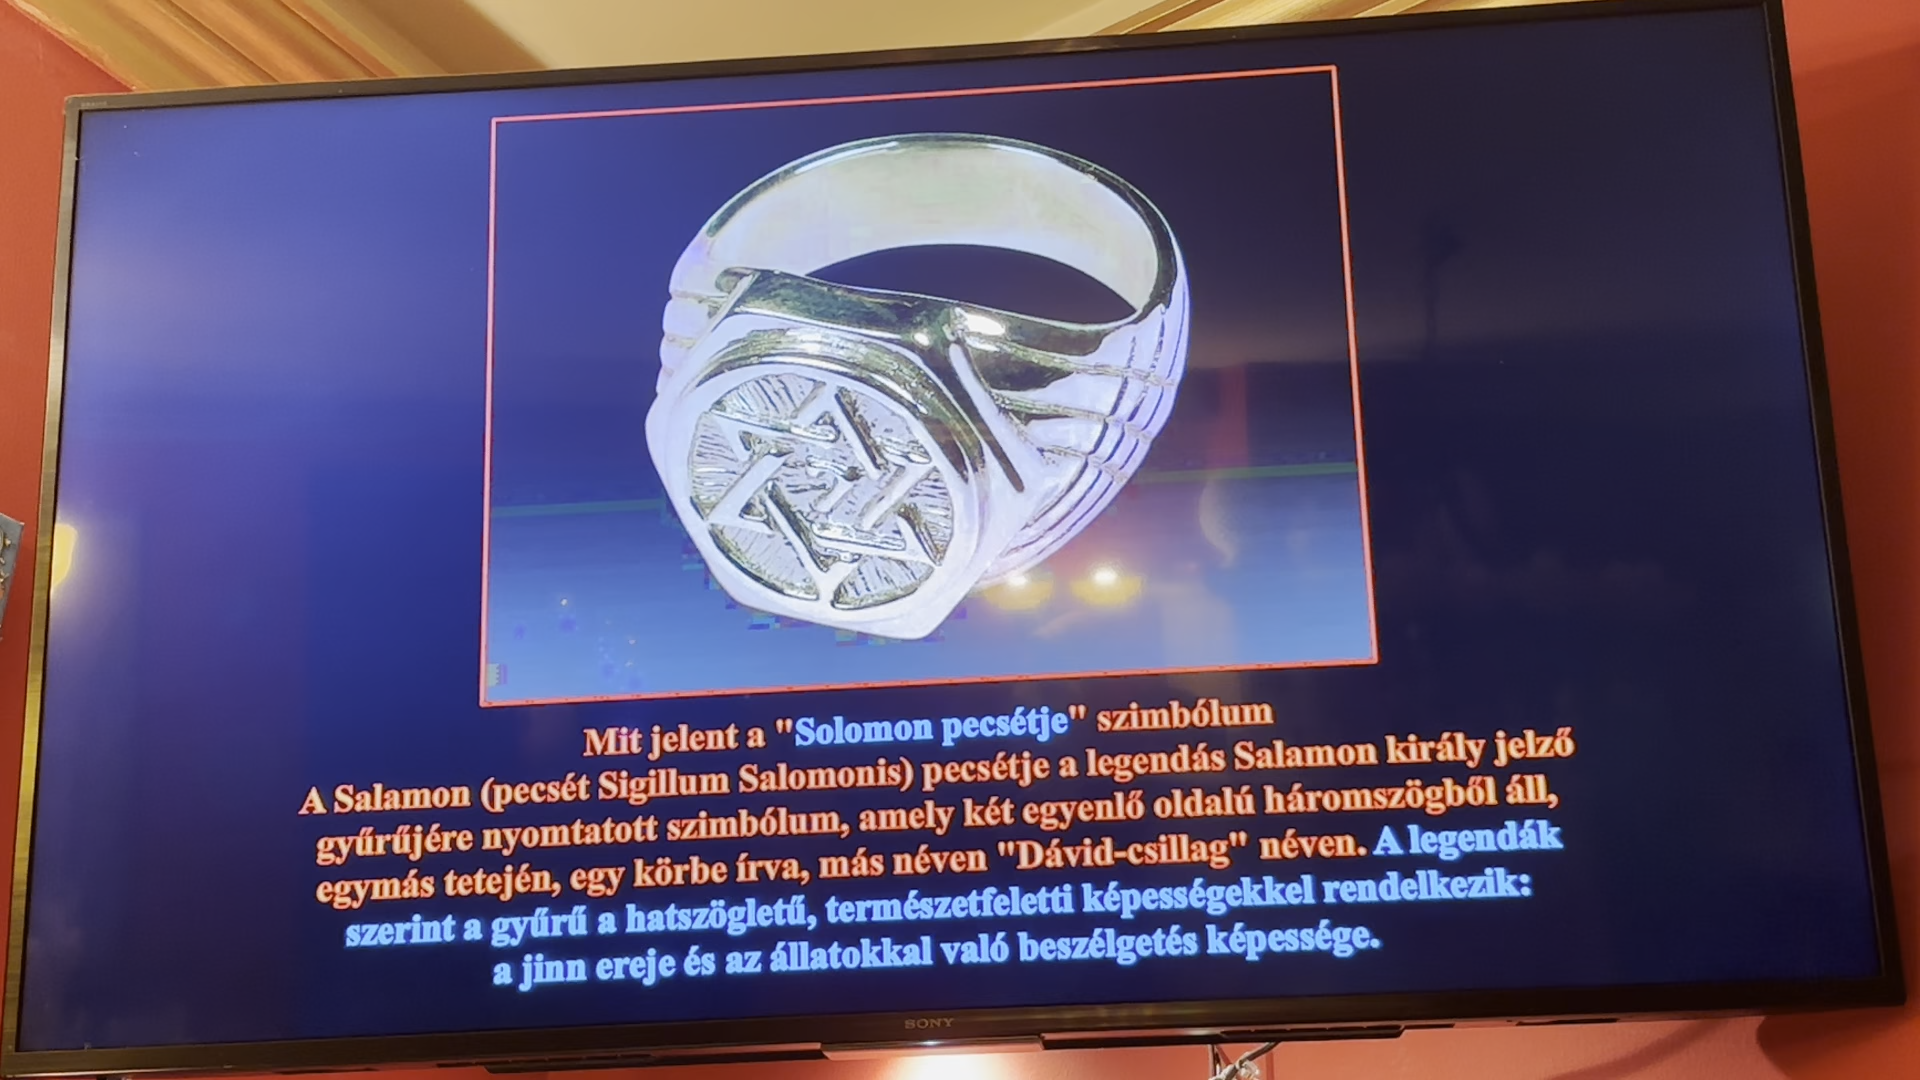 Mit jelent a "Solomon pecsétje" szimbólum
A Salamon (pecsét Sigillum Salomonis) pecsétje a legendás Salamon király jelző
gyűrűjére nyomtatott szimbólum, amely két egyenlő oldalú háromszögből áll,
egymás tetején, egy körbe írva, más néven "Dávid-csillag" néven. A legendák
szerint a gyűrű a hatszögletű, természetfeletti képességekkel rendelkezik:
a jinn ereje és az állatokkal való beszélgetés képessége.
SONY